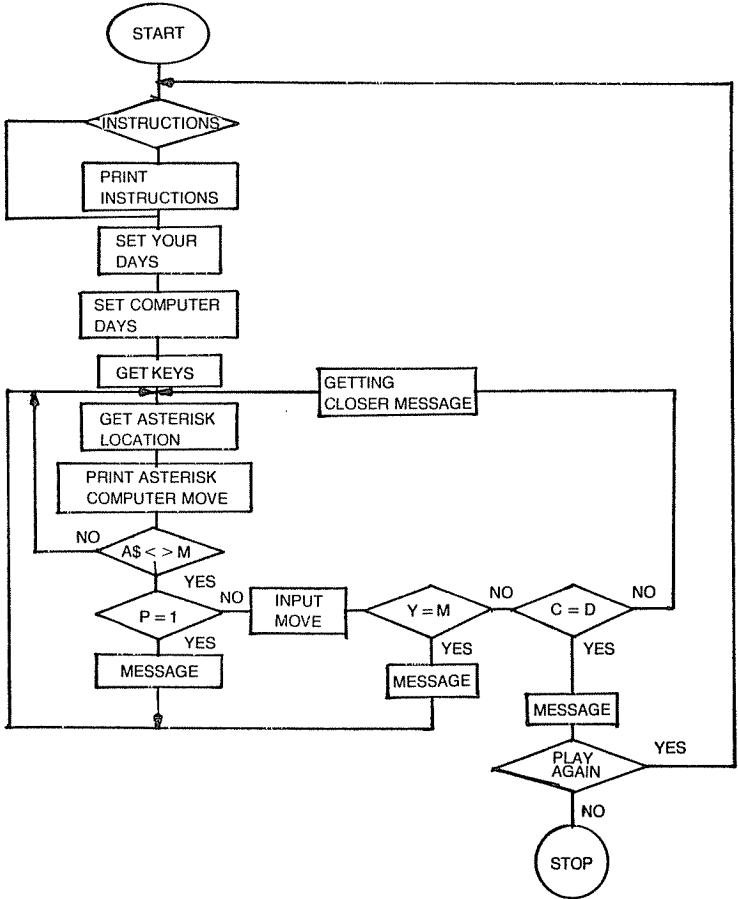 START
INSTRUCTIONS
PRINT
INSTRUCTIONS
SET YOUR
DAYS
SET COMPUTER
DAYS
GET KEYS
GETTING
CLOSER MESSAGE
GET ASTERISK
LOCATION
PRINT ASTERISK
COMPUTER MOVE
NO
A$ < > M
YES
P = 1
NO
INPUT
MOVE
Y = M
NO
C = D
NO
YES
MESSAGE
YES
MESSAGE
YES
MESSAGE
PLAY
AGAIN
YES
NO
STOP